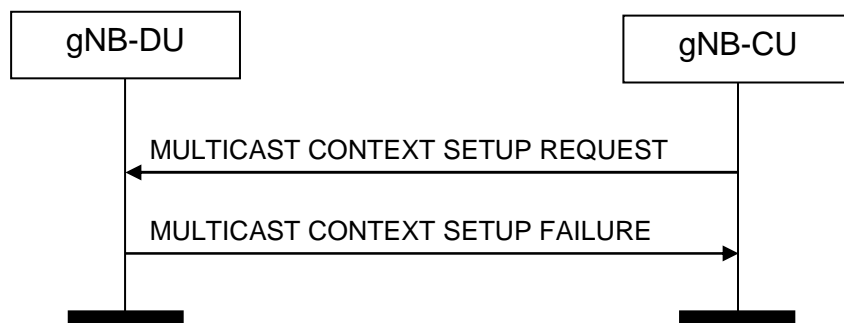 gNB-DU
gNB-CU
MULTICAST CONTEXT SETUP REQUEST
MULTICAST CONTEXT SETUP FAILURE